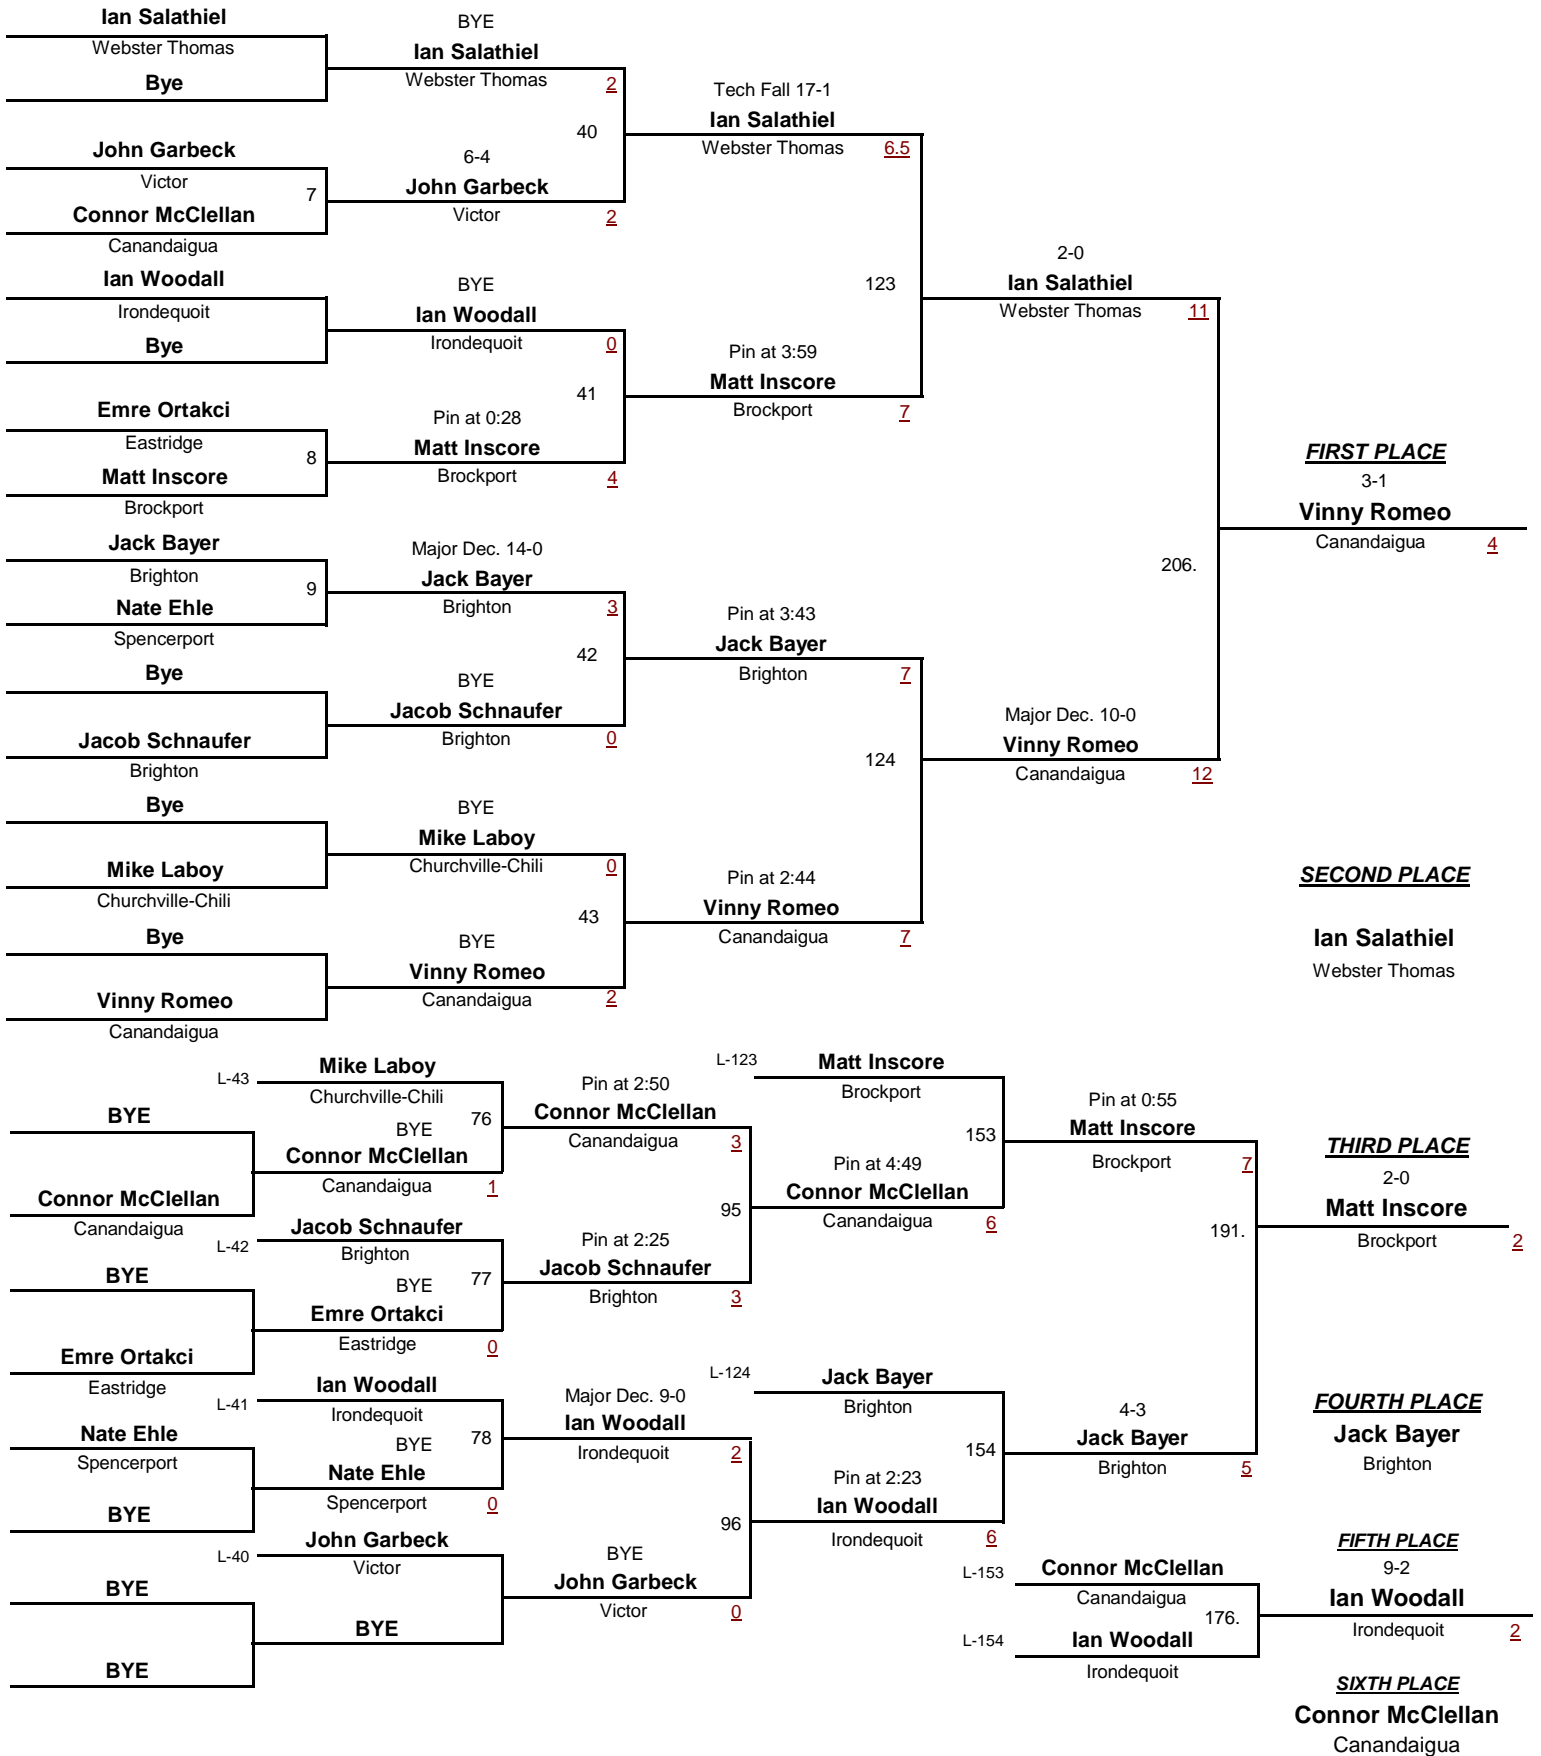 Ian Salathiel
Webster Thomas
Bye
John Garbeck
Victor
7
Connor McClellan
Canandaigua
Ian Woodall
Irondequoit
Bye
Emre Ortakci
Eastridge
8
Matt Inscore
Brockport
Jack Bayer
Brighton
9
Nate Ehle
Spencerport
Bye
Jacob Schnaufer
Brighton
Bye
Mike Laboy
Churchville-Chili
Bye
Vinny Romeo
Canandaigua
BYE
Ian Salathiel
Webster Thomas 2
40
6-4
John Garbeck
Victor 2
BYE
Ian Woodall
Irondequoit 0
41
Pin at 0:28
Matt Inscore
Brockport 4
Major Dec. 14-0
Jack Bayer
Brighton 3
42
BYE
Jacob Schnaufer
Brighton 0
BYE
Mike Laboy
Churchville-Chili 0
43
BYE
Vinny Romeo
Canandaigua 2
Tech Fall 17-1
Ian Salathiel
Webster Thomas 6.5
123
Pin at 3:59
Matt Inscore
Brockport 7
Pin at 3:43
Jack Bayer
Brighton 7
124
Pin at 2:44
Vinny Romeo
Canandaigua 7
2-0
Ian Salathiel
Webster Thomas 11
206.
Major Dec. 10-0
Vinny Romeo
Canandaigua 12
FIRST PLACE
3-1
Vinny Romeo
Canandaigua 4
SECOND PLACE
Ian Salathiel
Webster Thomas
BYE
Connor McClellan
Canandaigua
BYE
Emre Ortakci
Eastridge
Nate Ehle
Spencerport
BYE
BYE
BYE
L-43 Mike Laboy
Churchville-Chili
76
BYE
Connor McClellan
Canandaigua 1
L-42 Jacob Schnaufer
Brighton
77
BYE
Emre Ortakci
Eastridge 0
L-41 Ian Woodall
Irondequoit
78
BYE
Nate Ehle
Spencerport 0
L-40 John Garbeck
Victor
BYE
Pin at 2:50
Connor McClellan
Canandaigua 3
95
Pin at 2:25
Jacob Schnaufer
Brighton 3
Major Dec. 9-0
Ian Woodall
Irondequoit 2
96
BYE
John Garbeck
Victor 0
L-123 Matt Inscore
Brockport
153
Pin at 4:49
Connor McClellan
Canandaigua 6
L-124 Jack Bayer
Brighton
154
Pin at 2:23
Ian Woodall
Irondequoit 6
Pin at 0:55
Matt Inscore
Brockport 7
191.
4-3
Jack Bayer
Brighton 5
THIRD PLACE
2-0
Matt Inscore
Brockport 2
FOURTH PLACE
Jack Bayer
Brighton
L-153 Connor McClellan
Canandaigua
176.
L-154 Ian Woodall
Irondequoit
FIFTH PLACE
9-2
Ian Woodall
Irondequoit 2
SIXTH PLACE
Connor McClellan
Canandaigua